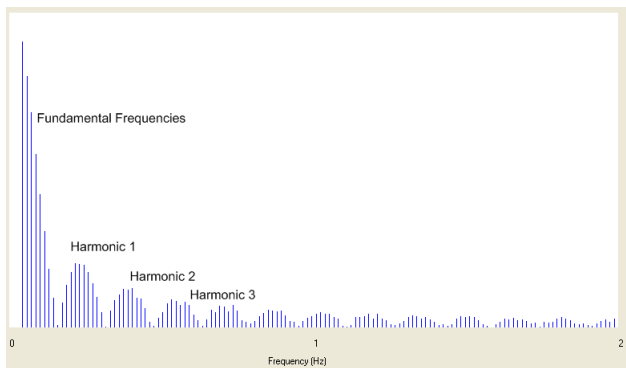 Fundamental Frequencies
Harmonic 1
Harmonic 2
Harmonic 3
0 1 2
Frequency (Hz)